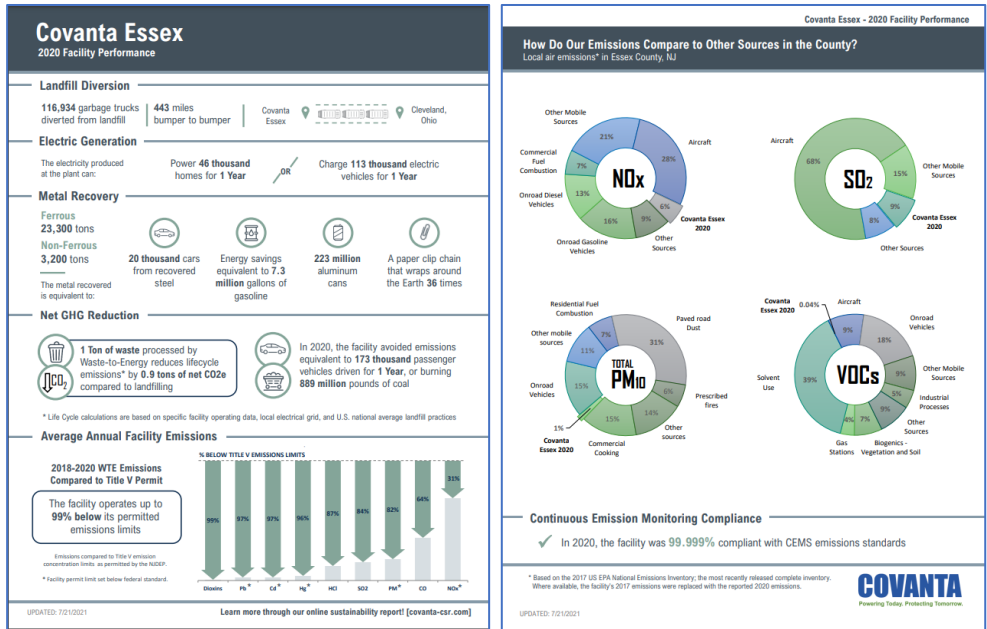 Covanta Essex
2020 Facility Performance
Landfill Diversion
116,934 garbage trucks
diverted from landfill
443 miles
bumper to bumper
Covanta
Essex
Cleveland,
Ohio
Electric Generation
The electricity produced
at the plant can:
Power 46 thousand
homes for 1 Year
/OR
Charge 113 thousand electric
vehicles for 1 Year
Metal Recovery
Ferrous
23,300 tons
Non-Ferrous
3,200 tons
The metal recovered
is equivalent to:
20 thousand cars
from recovered
steel
Energy savings
equivalent to 7.3
million gallons of
gasoline
223 million
aluminum
cans
A paper clip chain
that wraps around
the Earth 36 times
Net GHG Reduction
CO2
1 Ton of waste processed by
Waste-to-Energy reduces lifecycle
emissions* by 0.9 tons of net CO2e
compared to landfilling
In 2020, the facility avoided emissions
equivalent to 173 thousand passenger
vehicles driven for 1 Year, or burning
889 million pounds of coal
* Life Cycle calculations are based on specific facility operating data, local electrical grid, and U.S. national average landfill practices
Average Annual Facility Emissions
2018-2020 WTE Emissions
Compared to Title V Permit
The facility operates up to
99% below its permitted
emissions limits
Emissions compared to Title V emission
concentration limits as permitted by the NJDEP.
* Facility permit limit set below federal standard.
% BELOW TITLE V EMISSIONS LIMITS
99% 97% 97% 96% 87% 84% 82% 64% 31%
Dioxins Pb* Cd* Hg* HCl SO2 PM* CO NOx*
UPDATED: 7/21/2021
Learn more through our online sustainability report! [covanta-csr.com]
Covanta Essex - 2020 Facility Performance
How Do Our Emissions Compare to Other Sources in the County?
Local air emissions* in Essex County, NJ
NOx
Other Mobile
Sources
21%
Aircraft
28%
Covanta Essex
2020
6%
Other
Sources
9%
Onroad Gasoline
Vehicles
16%
Onroad Diesel
Vehicles
13%
Commercial
Fuel
Combustion
7%
SO2
Aircraft
68%
Other Mobile
Sources
15%
Covanta Essex
2020
9%
Other Sources
8%
TOTAL
PM10
Residential Fuel
Combustion
7%
Paved road
Dust
31%
Prescribed
fires
6%
Other
sources
14%
Commercial
Cooking
15%
Covanta
Essex 2020
1%
Onroad
Vehicles
15%
Other mobile
sources
11%
VOCs
Covanta
Essex 2020
0.04%
Aircraft
9%
Onroad
Vehicles
18%
Other Mobile
Sources
9%
Industrial
Processes
5%
Other
Sources
9%
Biogenics -
Vegetation and Soil
7%
Gas
Stations
4%
Solvent
Use
39%
Continuous Emission Monitoring Compliance
In 2020, the facility was 99.999% compliant with CEMS emissions standards
* Based on the 2017 US EPA National Emissions Inventory; the most recently released complete inventory.
Where available, the facility's 2017 emissions were replaced with the reported 2020 emissions.
UPDATED: 7/21/2021
COVANTA
Powering Today. Protecting Tomorrow.